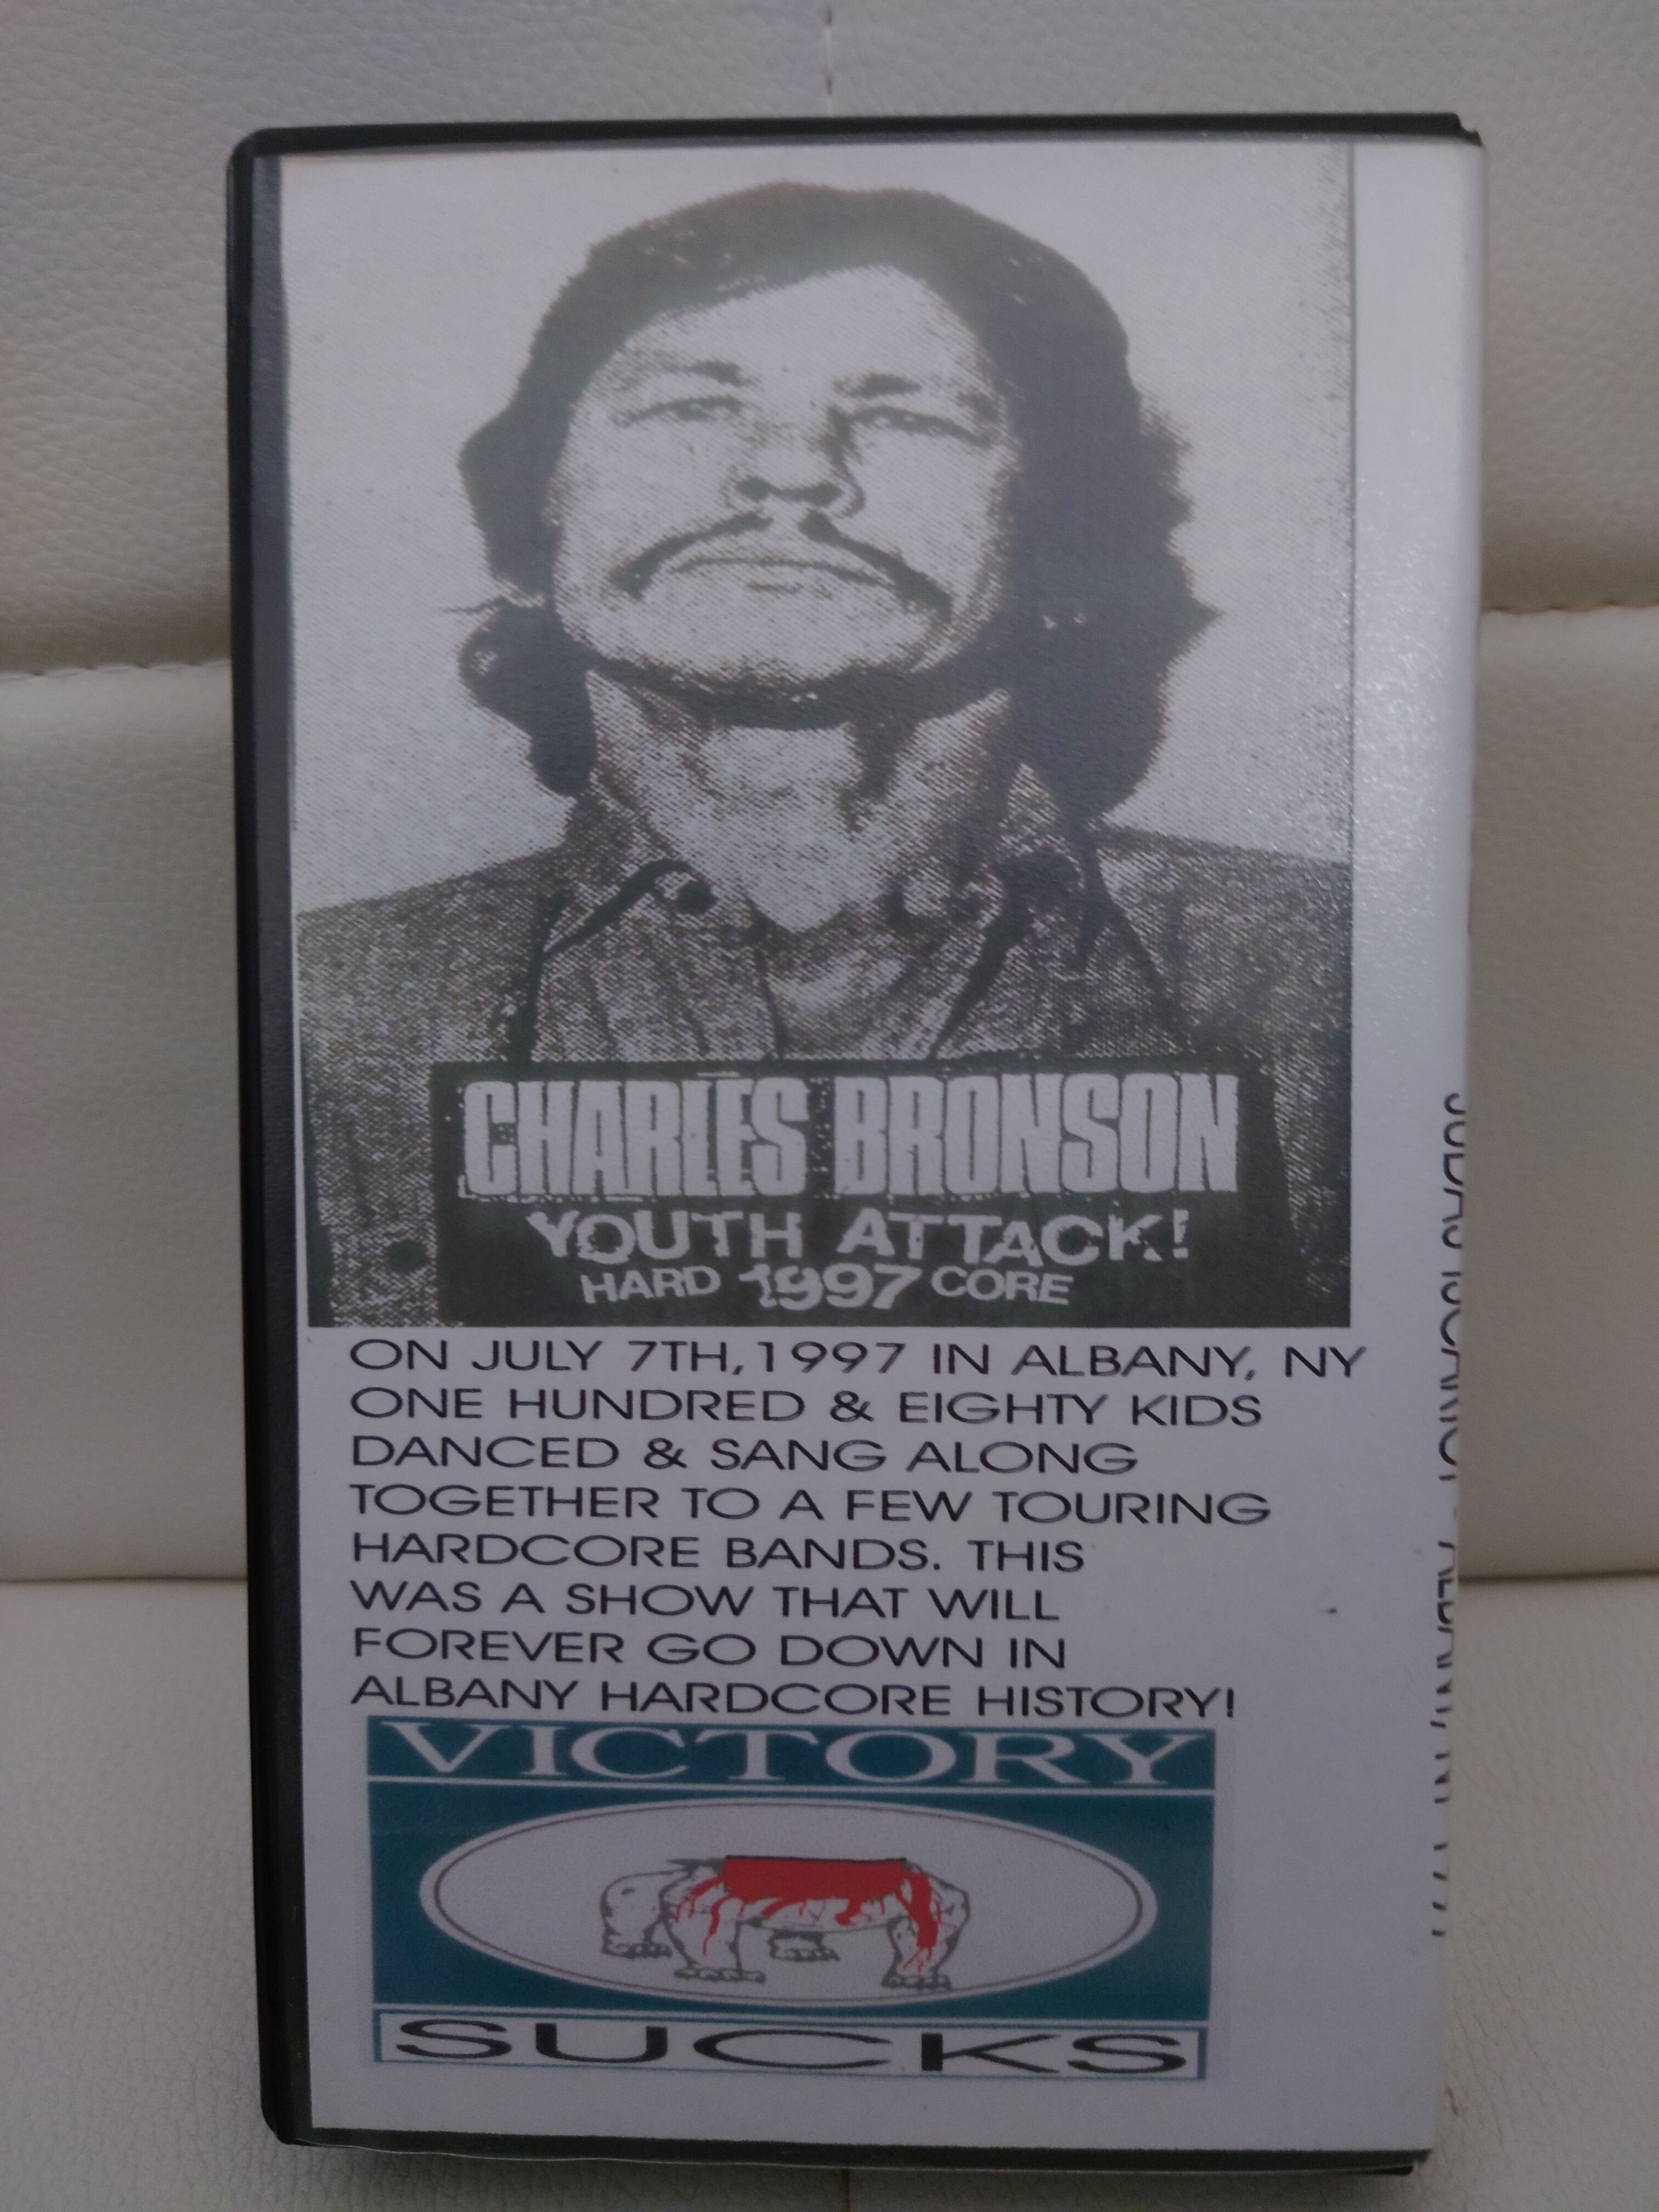 CHARLES BRONSON
YOUTH ATTACK!
HARD 1997 CORE
ON JULY 7TH, 1997 IN ALBANY, NY
ONE HUNDRED & EIGHTY KIDS
DANCED & SANG ALONG
TOGETHER TO A FEW TOURING
HARDCORE BANDS. THIS
WAS A SHOW THAT WILL
FOREVER GO DOWN IN
ALBANY HARDCORE HISTORY!
VICTORY
SUCKS